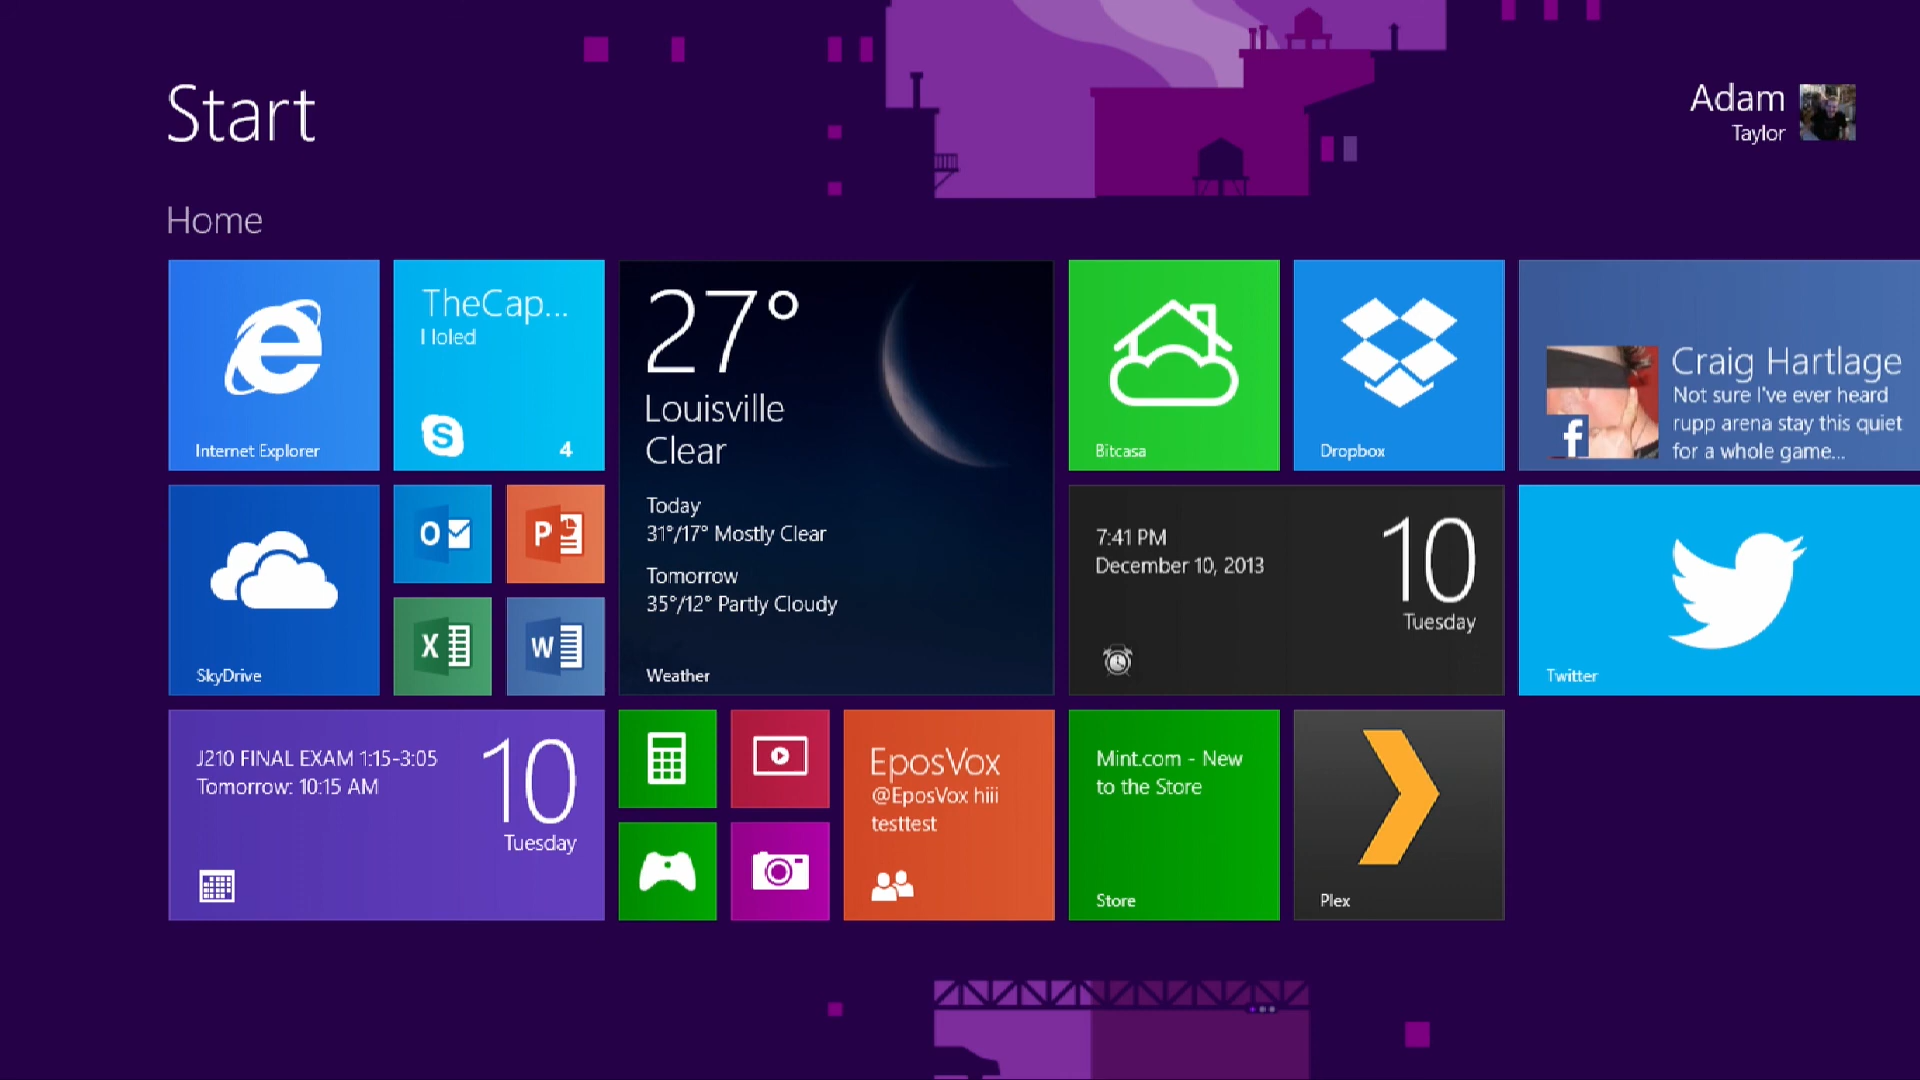 Start
Adam
Taylor
Home
Internet Explorer
TheCap...
I loled
S
4
27°
Louisville
Clear
Today
31°/17° Mostly Clear
Tomorrow
35°/12° Partly Cloudy
Weather
Bitcasa
Dropbox
Craig Hartlage
Not sure I've ever heard
rupp arena stay this quiet
for a whole game...
f
SkyDrive
O
P
X
W
7:41 PM
December 10, 2013
10
Tuesday
Twitter
J210 FINAL EXAM 1:15-3:05
Tomorrow: 10:15 AM
10
Tuesday
EposVox
@EposVox hiii
testtest
Mint.com - New
to the Store
Store
Plex